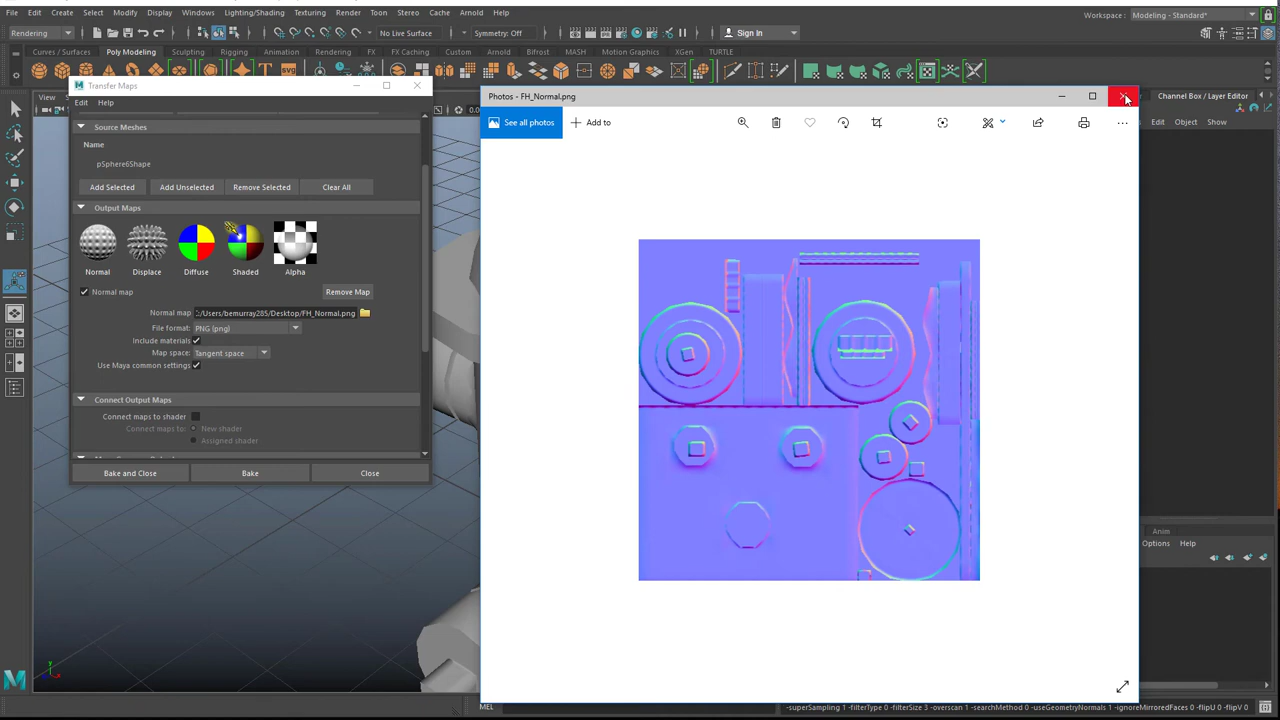 File Edit Create Select Modify Display Windows Lighting/Shading Texturing Render Toon Stereo Cache Arnold Help
Workspace : Modeling - Standard*
Rendering No Live Surface Symmetry: Off Sign In
Curves / Surfaces Poly Modeling Sculpting Rigging Animation Rendering FX FX Caching Custom Arnold Bifrost MASH Motion Graphics XGen TURTLE
Transfer Maps
Edit Help
View
Source Meshes
Name
pSphere6Shape
Add Selected Add Unselected Remove Selected Clear All
Output Maps
Normal Displace Diffuse Shaded Alpha
Normal map Remove Map
Normal map :/Users/bemurray285/Desktop/FH_Normal.png
File format: PNG (png)
Include materials
Map space: Tangent space
Use Maya common settings
Connect Output Maps
Connect maps to shader
Connect maps to: New shader
Assigned shader
Bake and Close Bake Close
Photos - FH_Normal.png
See all photos Add to
Channel Box / Layer Editor
Edit Object Show
Anim
Options Help
MEL
-superSampling 1 -filterType 0 -filterSize 3 -overscan 1 -searchMethod 0 -useGeometryNormals 1 -ignoreMirroredFaces 0 -flipU 0 -flipV 0